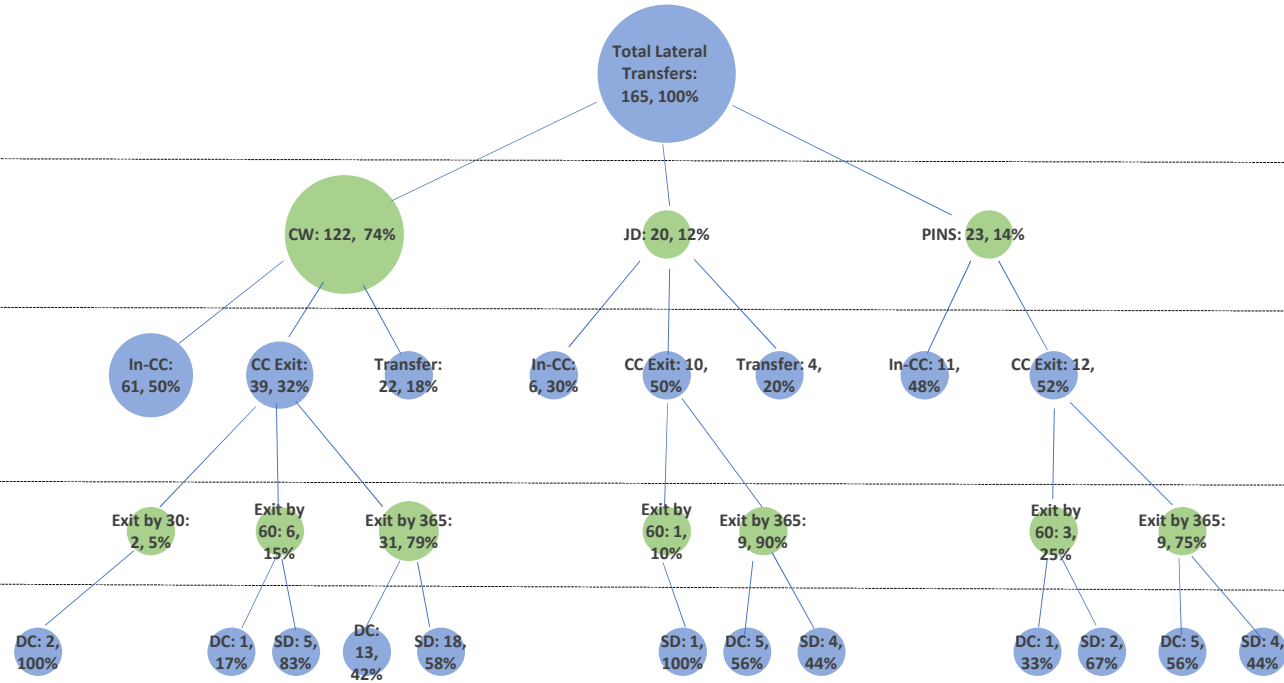 Total Lateral
Transfers:
165, 100%
CW: 122,  74%
JD: 20, 12%
PINS: 23, 14%
In-CC:
61, 50%
CC Exit:
39, 32%
Transfer:
22, 18%
In-CC:
6, 30%
CC Exit: 10,
50%
Transfer: 4,
20%
In-CC: 11,
48%
CC Exit: 12,
52%
Exit by 30:
2, 5%
Exit by
60: 6,
15%
Exit by 365:
31, 79%
Exit by
60: 1,
10%
Exit by 365:
9, 90%
Exit by
60: 3,
25%
Exit by 365:
9, 75%
DC: 2,
100%
DC: 1,
17%
SD: 5,
83%
DC:
13,
42%
SD: 18,
58%
SD: 1,
100%
DC: 5,
56%
SD: 4,
44%
DC: 1,
33%
SD: 2,
67%
DC: 5,
56%
SD: 4,
44%